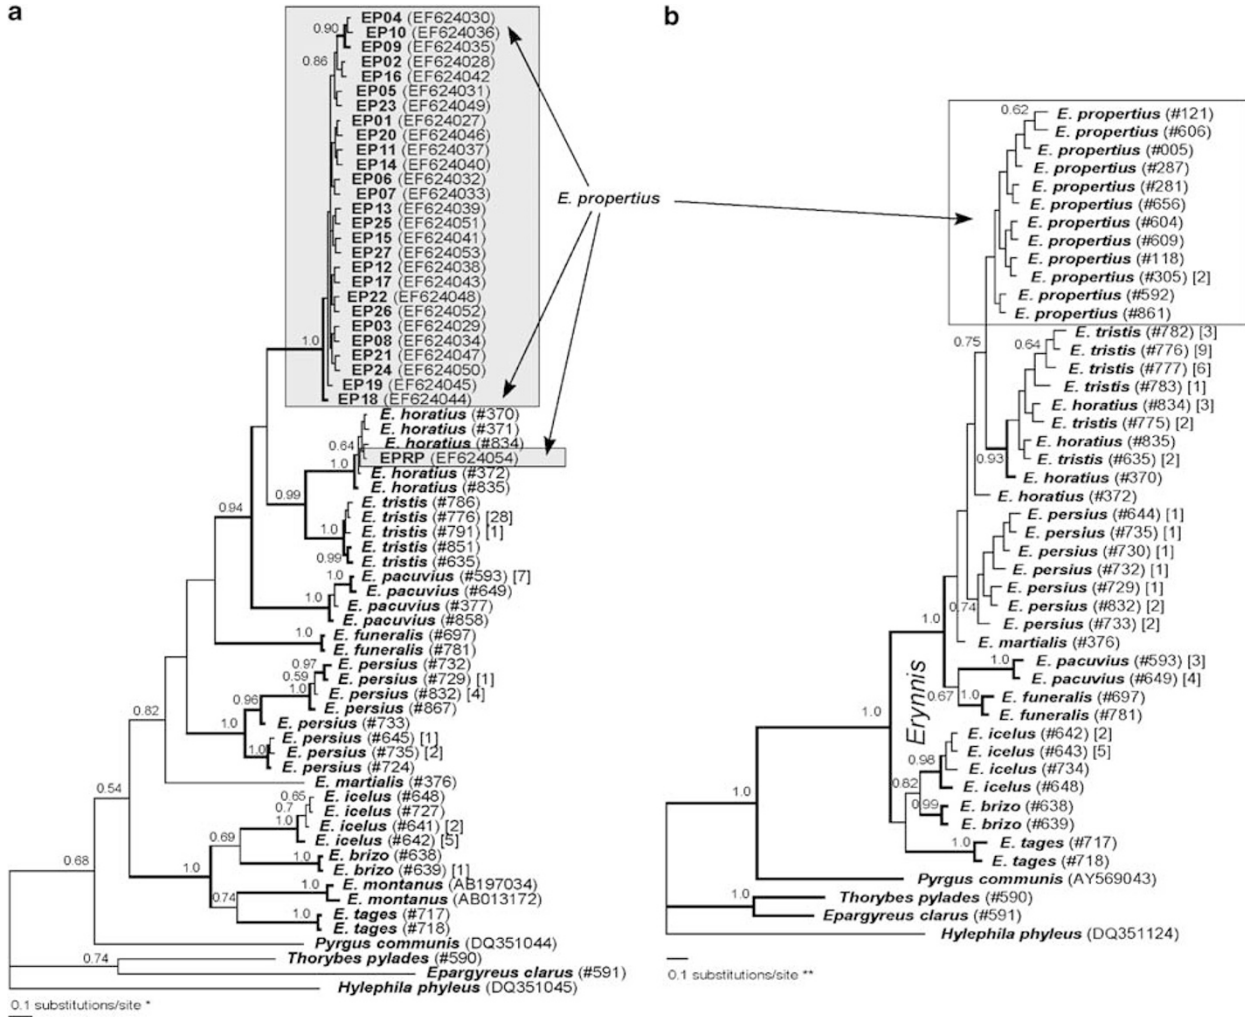 a
0.90
EP04 (EF624030)
EP10 (EF624036)
EP09 (EF624035)
0.86
EP02 (EF624028)
EP16 (EF624042
EP05 (EF624031)
EP23 (EF624049)
EP01 (EF624027)
EP20 (EF624046)
EP11 (EF624037)
EP14 (EF624040)
EP06 (EF624032)
EP07 (EF624033)
EP13 (EF624039)
EP25 (EF624051)
EP15 (EF624041)
EP27 (EF624053)
EP12 (EF624038)
EP17 (EF624043)
EP22 (EF624048)
EP26 (EF624052)
EP03 (EF624029)
EP08 (EF624034)
1.0
EP21 (EF624047)
EP24 (EF624050)
EP19 (EF624045)
EP18 (EF624044)
E. propertius
E. horatius (#370)
E. horatius (#371)
E. horatius (#834)
0.64
EPRP (EF624054)
1.0
E. horatius (#372)
E. horatius (#835)
0.99
E. tristis (#786)
E. tristis (#776) [28]
E. tristis (#791) [1]
1.0
E. tristis (#851)
0.99
E. tristis (#635)
0.94
1.0
E. pacuvius (#593) [7]
E. pacuvius (#649)
1.0
E. pacuvius (#377)
E. pacuvius (#858)
1.0
E. funeralis (#697)
E. funeralis (#781)
0.97
E. persius (#732)
0.59
E. persius (#729) [1]
1.0
E. persius (#832) [4]
0.96
E. persius (#867)
E. persius (#733)
1.0
E. persius (#645) [1]
1.0
E. persius (#735) [2]
E. persius (#724)
0.82
E. martialis (#376)
0.65
E. icelus (#648)
0.7
E. icelus (#727)
1.0
E. icelus (#641) [2]
E. icelus (#642) [5]
0.54
0.69
1.0
E. brizo (#638)
E. brizo (#639) [1]
1.0
1.0
E. montanus (AB197034)
0.74
E. montanus (AB013172)
1.0
E. tages (#717)
E. tages (#718)
0.68
Pyrgus communis (DQ351044)
0.74
Thorybes pylades (#590)
Epargyreus clarus (#591)
Hylephila phyleus (DQ351045)
0.1 substitutions/site *
b
0.62
E. propertius (#121)
E. propertius (#606)
E. propertius (#005)
E. propertius (#287)
E. propertius (#281)
E. propertius (#656)
E. propertius (#604)
E. propertius (#609)
E. propertius (#118)
E. propertius (#305) [2]
E. propertius (#592)
E. propertius (#861)
0.75
0.64
E. tristis (#782) [3]
E. tristis (#776) [9]
E. tristis (#777) [6]
E. tristis (#783) [1]
E. horatius (#834) [3]
E. tristis (#775) [2]
E. horatius (#835)
0.93
E. tristis (#635) [2]
E. horatius (#370)
E. horatius (#372)
E. persius (#644) [1]
E. persius (#735) [1]
E. persius (#730) [1]
E. persius (#732) [1]
E. persius (#729) [1]
0.74
E. persius (#832) [2]
1.0
E. persius (#733) [2]
E. martialis (#376)
1.0
E. pacuvius (#593) [3]
E. pacuvius (#649) [4]
0.67
1.0
E. funeralis (#697)
E. funeralis (#781)
1.0
Erynnis
E. icelus (#642) [2]
E. icelus (#643) [5]
0.98
E. icelus (#734)
0.82
E. icelus (#648)
0.99
E. brizo (#638)
E. brizo (#639)
1.0
E. tages (#717)
E. tages (#718)
1.0
Pyrgus communis (AY569043)
1.0
Thorybes pylades (#590)
Epargyreus clarus (#591)
Hylephila phyleus (DQ351124)
0.1 substitutions/site **